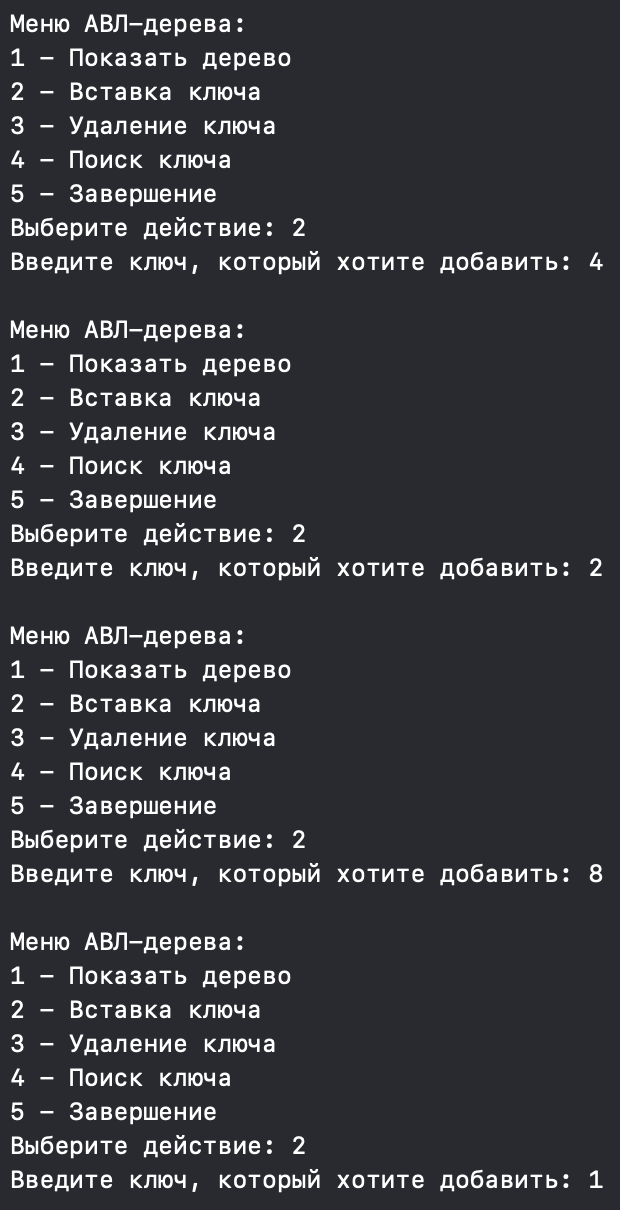 Меню АВЛ–дерева:
1 – Показать дерево
2 – Вставка ключа
3 – Удаление ключа
4 – Поиск ключа
5 – Завершение
Выберите действие: 2
Введите ключ, который хотите добавить: 4
Меню АВЛ–дерева:
1 – Показать дерево
2 – Вставка ключа
3 – Удаление ключа
4 – Поиск ключа
5 – Завершение
Выберите действие: 2
Введите ключ, который хотите добавить: 2
Меню АВЛ–дерева:
1 – Показать дерево
2 – Вставка ключа
3 – Удаление ключа
4 – Поиск ключа
5 – Завершение
Выберите действие: 2
Введите ключ, который хотите добавить: 8
Меню АВЛ–дерева:
1 – Показать дерево
2 – Вставка ключа
3 – Удаление ключа
4 – Поиск ключа
5 – Завершение
Выберите действие: 2
Введите ключ, который хотите добавить: 1